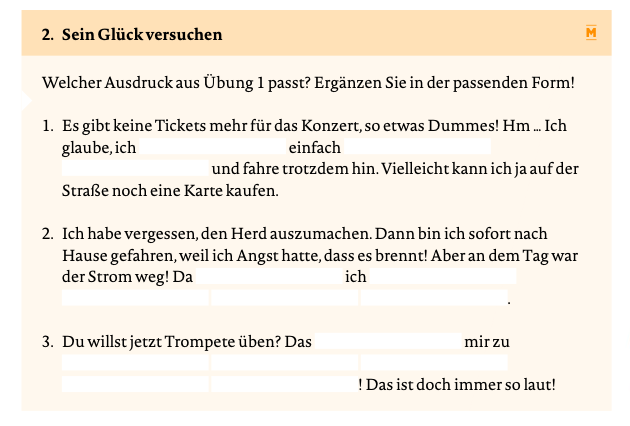 2. Sein Glück versuchen
M
Welcher Ausdruck aus Übung 1 passt? Ergänzen Sie in der passenden Form!
1. Es gibt keine Tickets mehr für das Konzert, so etwas Dummes! Hm … Ich
glaube, ich einfach
und fahre trotzdem hin. Vielleicht kann ich ja auf der
Straße noch eine Karte kaufen.
2. Ich habe vergessen, den Herd auszumachen. Dann bin ich sofort nach
Hause gefahren, weil ich Angst hatte, dass es brennt! Aber an dem Tag war
der Strom weg! Da ich
.
3. Du willst jetzt Trompete üben? Das mir zu
! Das ist doch immer so laut!